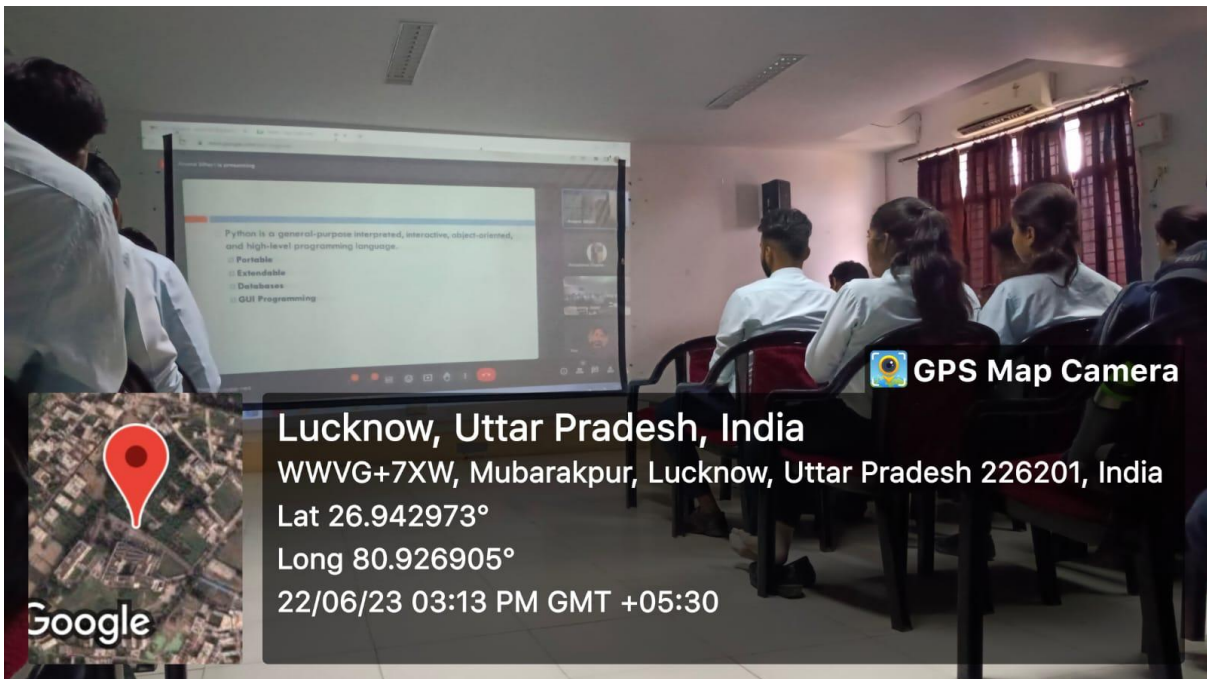 Python is a general-purpose interpreted, interactive, object-oriented,
and high-level programming language.
Portable
Extendable
Databases
GUI Programming
GPS Map Camera
Lucknow, Uttar Pradesh, India
WWVG+7XW, Mubarakpur, Lucknow, Uttar Pradesh 226201, India
Lat 26.942973°
Long 80.926905°
22/06/23 03:13 PM GMT +05:30
Google